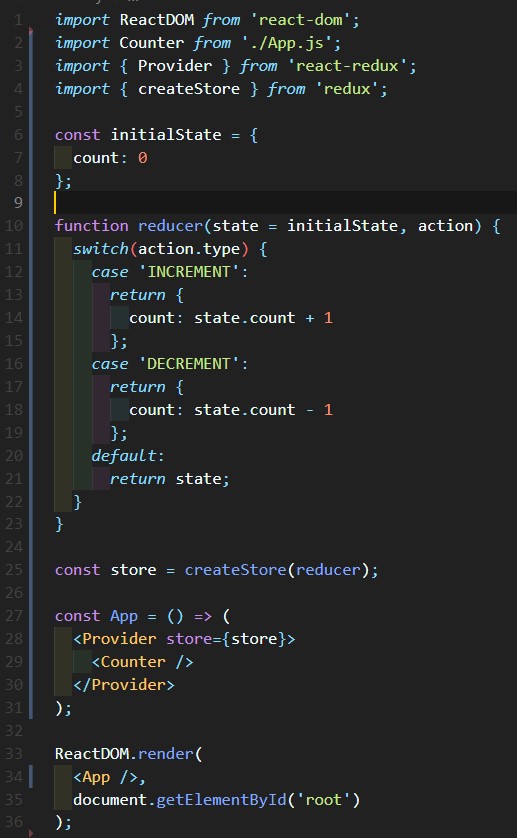 1 import ReactDOM from 'react-dom';
2 import Counter from './App.js';
3 import { Provider } from 'react-redux';
4 import { createStore } from 'redux';
5
6 const initialState = {
7   count: 0
8 };
9
10 function reducer(state = initialState, action) {
11   switch(action.type) {
12     case 'INCREMENT':
13       return {
14         count: state.count + 1
15       };
16     case 'DECREMENT':
17       return {
18         count: state.count - 1
19       };
20     default:
21       return state;
22   }
23 }
24
25 const store = createStore(reducer);
26
27 const App = () => (
28   <Provider store={store}>
29     <Counter />
30   </Provider>
31 );
32
33 ReactDOM.render(
34   <App />,
35   document.getElementById('root')
36 );